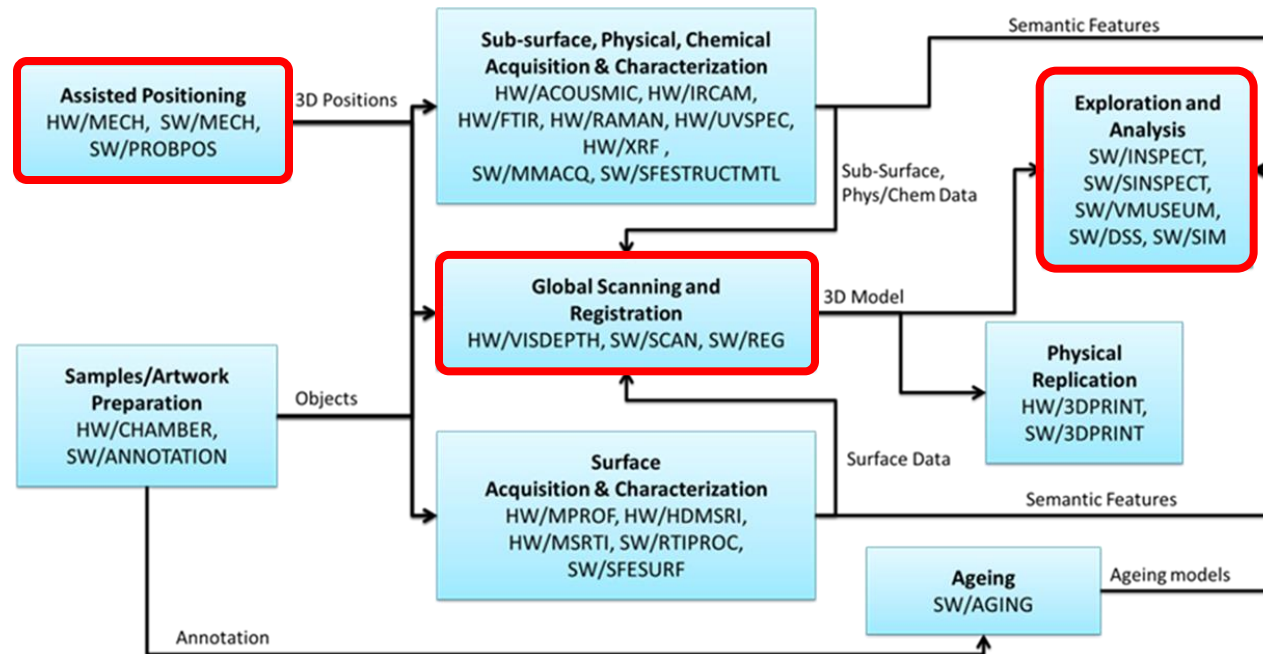 Assisted Positioning
HW/MECH, SW/MECH,
SW/PROBPOS
3D Positions
Sub-surface, Physical, Chemical
Acquisition & Characterization
HW/ACOUSMIC, HW/IRCAM,
HW/FTIR, HW/RAMAN, HW/UVSPEC,
HW/XRF ,
SW/MMACQ, SW/SFESTRUCTMTL
Semantic Features
Exploration and
Analysis
SW/INSPECT,
SW/SINSPECT,
SW/VMUSEUM,
SW/DSS, SW/SIM
Sub-Surface,
Phys/Chem Data
Global Scanning and
Registration
HW/VISDEPTH, SW/SCAN, SW/REG
3D Model
Physical
Replication
HW/3DPRINT,
SW/3DPRINT
Samples/Artwork
Preparation
HW/CHAMBER,
SW/ANNOTATION
Objects
Surface
Acquisition & Characterization
HW/MPROF, HW/HDMSRI,
HW/MSRTI, SW/RTIPROC,
SW/SFESURF
Surface Data
Semantic Features
Ageing
SW/AGING
Ageing models
Annotation